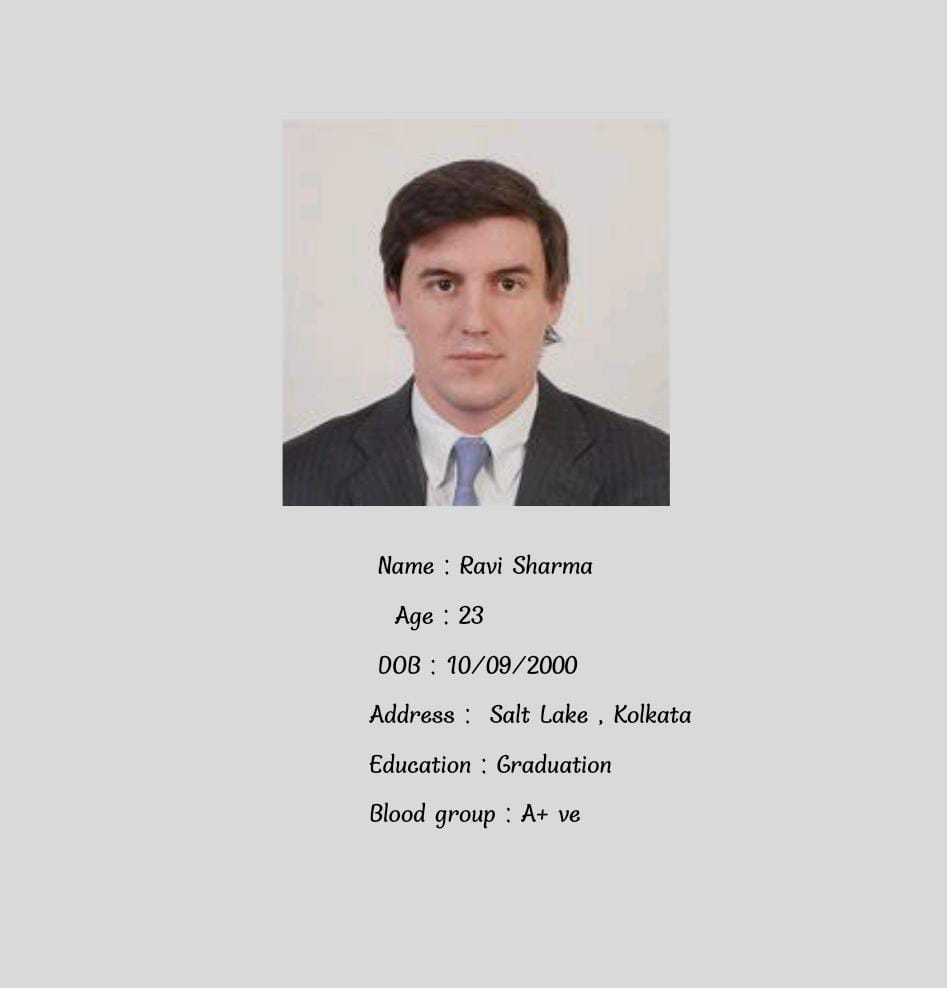 Name : Ravi Sharma
Age : 23
DOB : 10/09/2000
Address : Salt Lake , Kolkata
Education : Graduation
Blood group : A+ ve